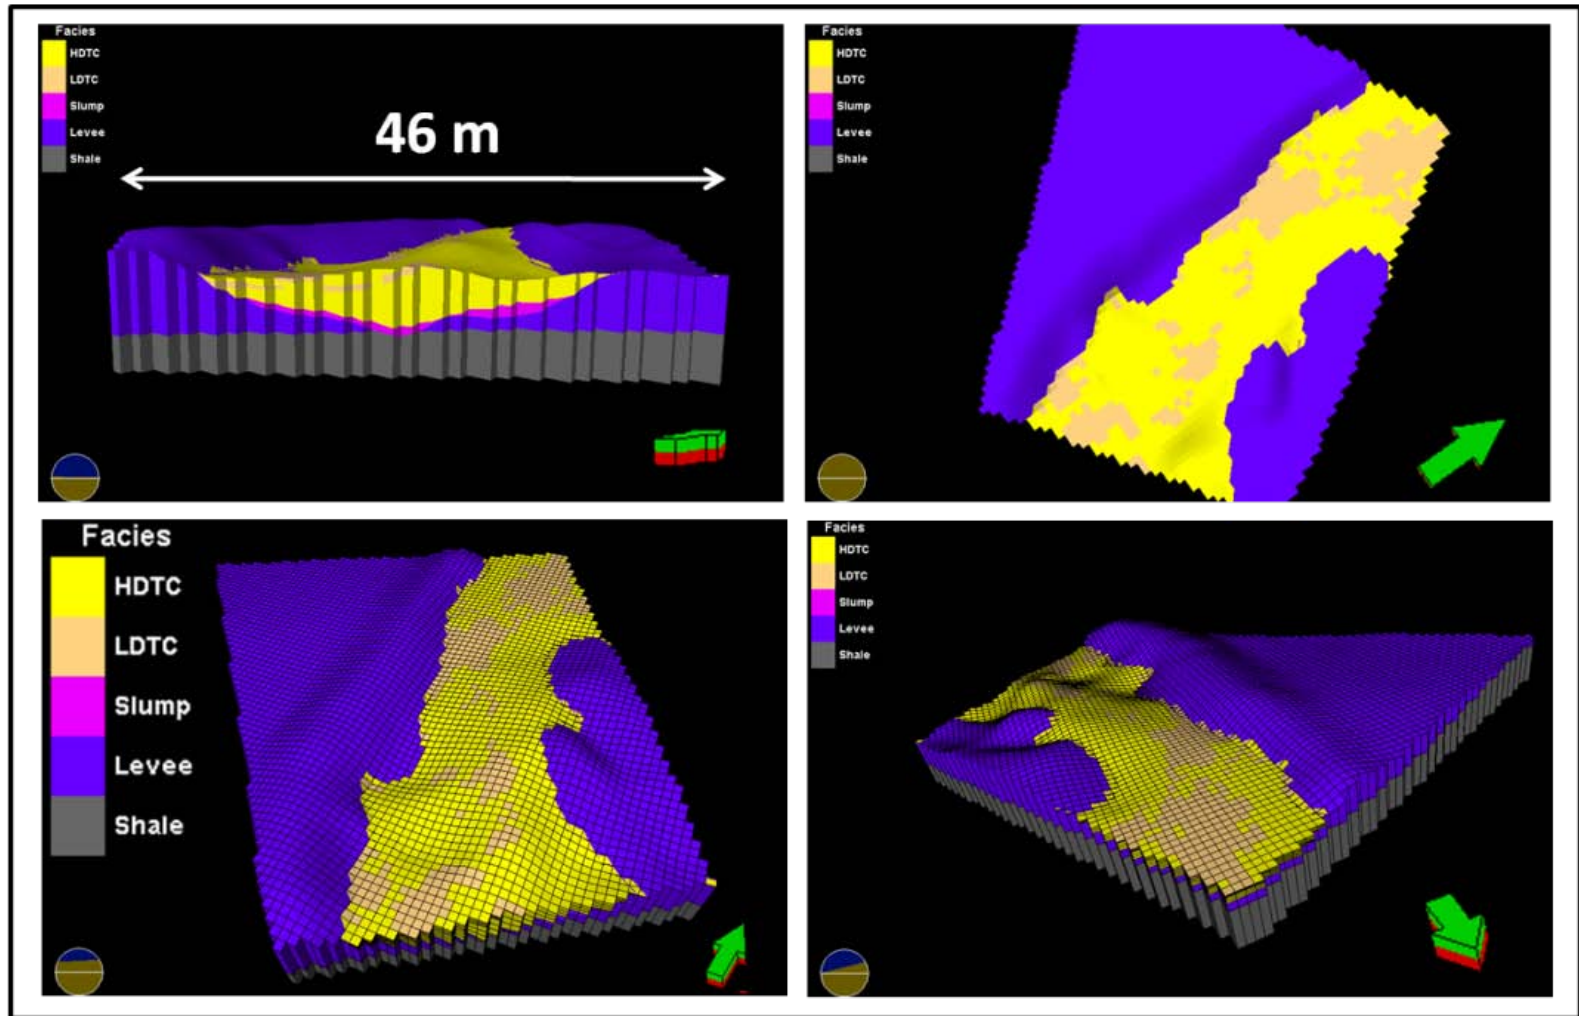 Facies
HDTC
LDTC
Slump
Levee
Shale
46 m
Facies
HDTC
LDTC
Slump
Levee
Shale
Facies
HDTC
LDTC
Slump
Levee
Shale
Facies
HDTC
LDTC
Slump
Levee
Shale